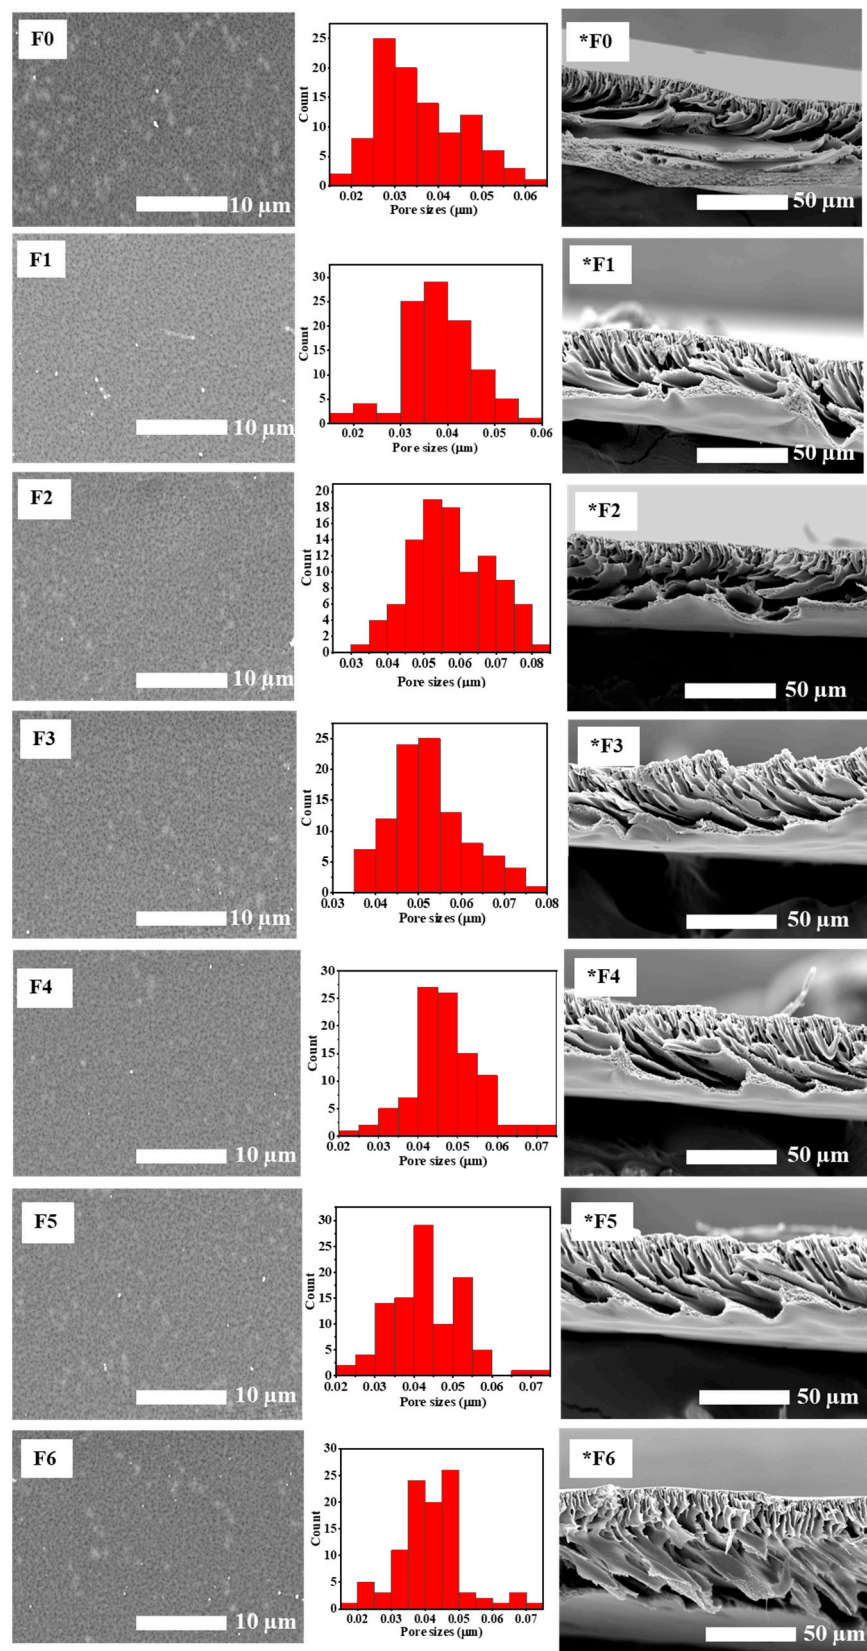 F0
10 µm
Count
25
20
15
10
5
0
0.02 0.03 0.04 0.05 0.06
Pore sizes (µm)
*F0
50 µm
F1
10 µm
Count
30
25
20
15
10
5
0
0.02 0.03 0.04 0.05 0.06
Pore sizes (µm)
*F1
50 µm
F2
10 µm
Count
20
18
16
14
12
10
8
6
4
2
0
0.03 0.04 0.05 0.06 0.07 0.08
Pore sizes (µm)
*F2
50 µm
F3
10 µm
Count
25
20
15
10
5
0
0.03 0.04 0.05 0.06 0.07 0.08
Pore sizes (µm)
*F3
50 µm
F4
10 µm
Count
30
25
20
15
10
5
0
0.02 0.03 0.04 0.05 0.06 0.07
Pore sizes (µm)
*F4
50 µm
F5
10 µm
Count
30
25
20
15
10
5
0
0.02 0.03 0.04 0.05 0.06 0.07
Pore sizes (µm)
*F5
50 µm
F6
10 µm
Count
30
25
20
15
10
5
0
0.02 0.03 0.04 0.05 0.06 0.07
Pore sizes (µm)
*F6
50 µm